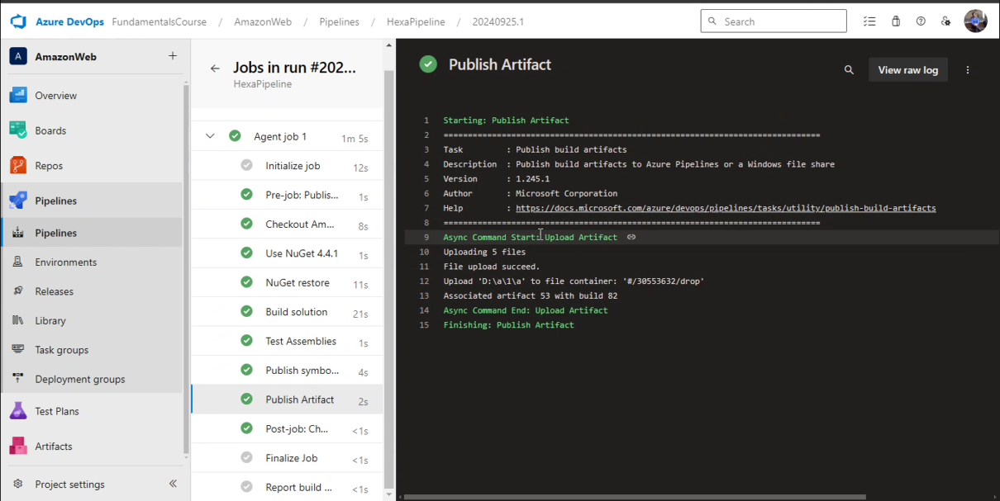 Azure DevOps FundamentalsCourse / AmazonWeb / Pipelines / HexaPipeline / 20240925.1
Search
A AmazonWeb +
Overview
Boards
Repos
Pipelines
Pipelines
Environments
Releases
Library
Task groups
Deployment groups
Test Plans
Artifacts
Project settings
Jobs in run #202...
HexaPipeline
Agent job 1 1m 5s
Initialize job 12s
Pre-job: Publis... 1s
Checkout Am... 8s
Use NuGet 4.4.1 1s
NuGet restore 11s
Build solution 21s
Test Assemblies 1s
Publish symbo... 4s
Publish Artifact 2s
Post-job: Ch... <1s
Finalize Job <1s
Report build ... <1s
Publish Artifact
View raw log
1 Starting: Publish Artifact
2 ==============================================================================
3 Task : Publish build artifacts
4 Description : Publish build artifacts to Azure Pipelines or a Windows file share
5 Version : 1.245.1
6 Author : Microsoft Corporation
7 Help : https://docs.microsoft.com/azure/devops/pipelines/tasks/utility/publish-build-artifacts
8 ==============================================================================
9 Async Command Start: Upload Artifact
10 Uploading 5 files
11 File upload succeed.
12 Upload 'D:\a\1\a' to file container: '#/30553632/drop'
13 Associated artifact 53 with build 82
14 Async Command End: Upload Artifact
15 Finishing: Publish Artifact